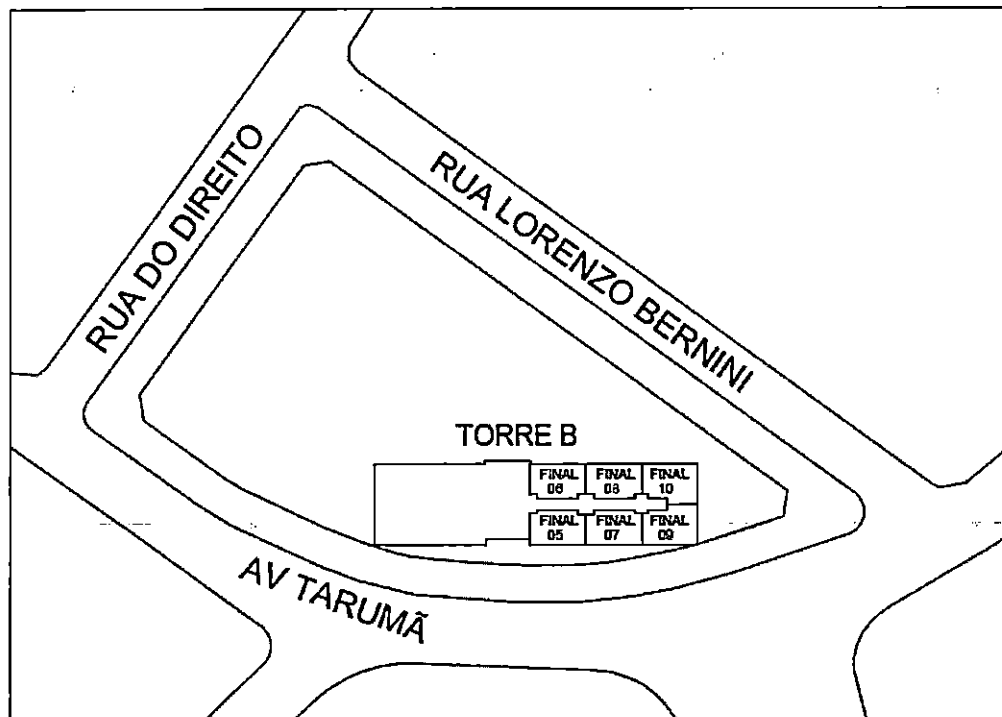 RUA DO DIREITO
RUA LORENZO BERNINI
TORRE B
FINAL
06
FINAL
08
FINAL
10
FINAL
05
FINAL
07
FINAL
09
AV TARUMÃ